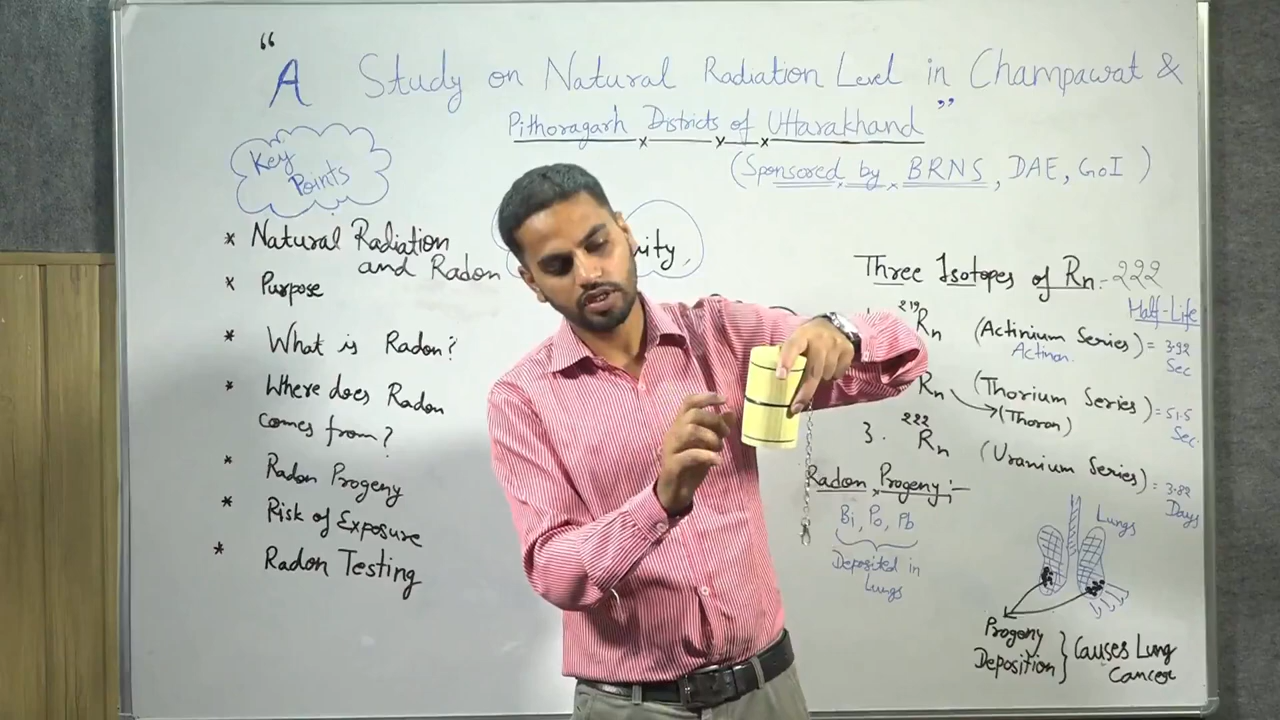 “ A Study on Natural Radiation Level in Champawat &
Pithoragarh Districts of Uttarakhand”
(Sponsored by BRNS, DAE, GoI)
Key
Points
* Natural Radiation
and Radon
* Purpose
* What is Radon?
* Where does Radon
comes from?
* Radon Progeny
* Risk of Exposure
* Radon Testing
Three Isotopes of Rn-222
Half-Life
219Rn (Actinium Series) = 3.92
Actinon. Sec
Rn (Thorium Series) = 51.5
(Thoron) Sec.
3. 222Rn (Uranium Series) = 3.82
Days
Radon Progeny:-
Bi, Po, Pb
Deposited in
Lungs
Lungs
Progeny
Deposition } Causes Lung
Cancer